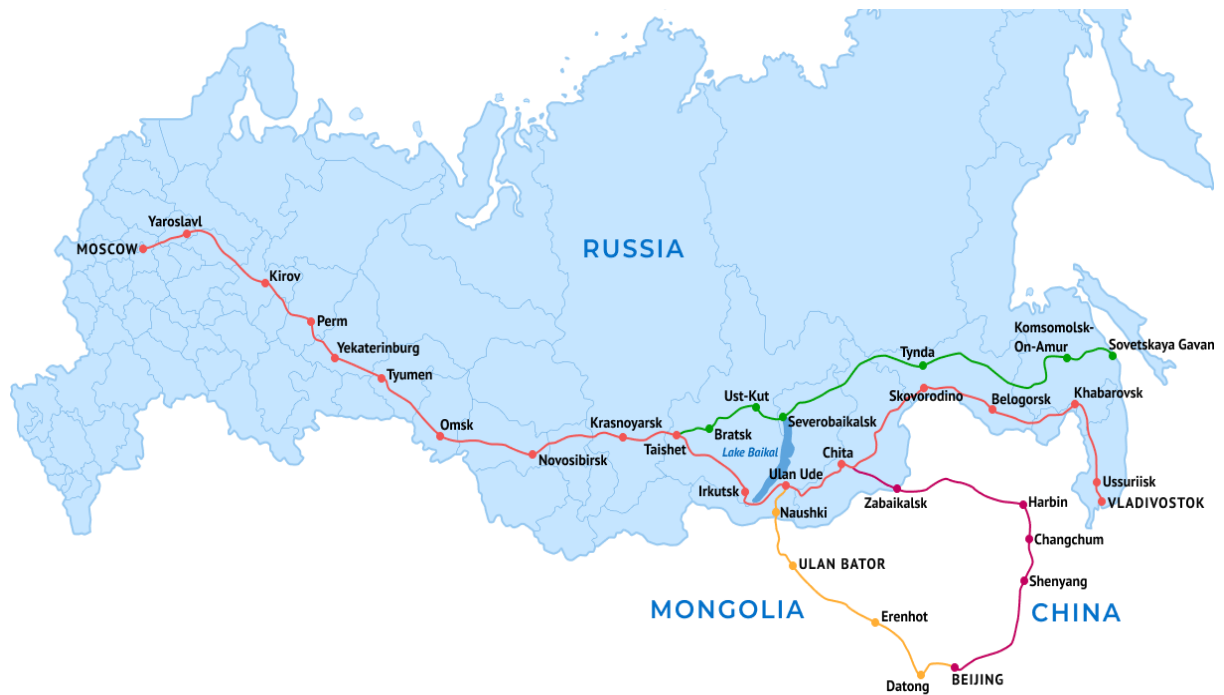 Yaroslavl
MOSCOW
RUSSIA
Kirov
Perm
Yekaterinburg
Tyumen
Omsk
Novosibirsk
Krasnoyarsk
Taishet
Ust-Kut
Bratsk
Severobaikalsk
Lake Baikal
Tynda
Komsomolsk-
On-Amur
Sovetskaya Gavan
Skovorodino
Belogorsk
Khabarovsk
Chita
Ulan Ude
Irkutsk
Naushki
Zabaikalsk
Harbin
Ussuriisk
VLADIVOSTOK
Changchum
Shenyang
ULAN BATOR
MONGOLIA
CHINA
Erenhot
Datong
BEIJING